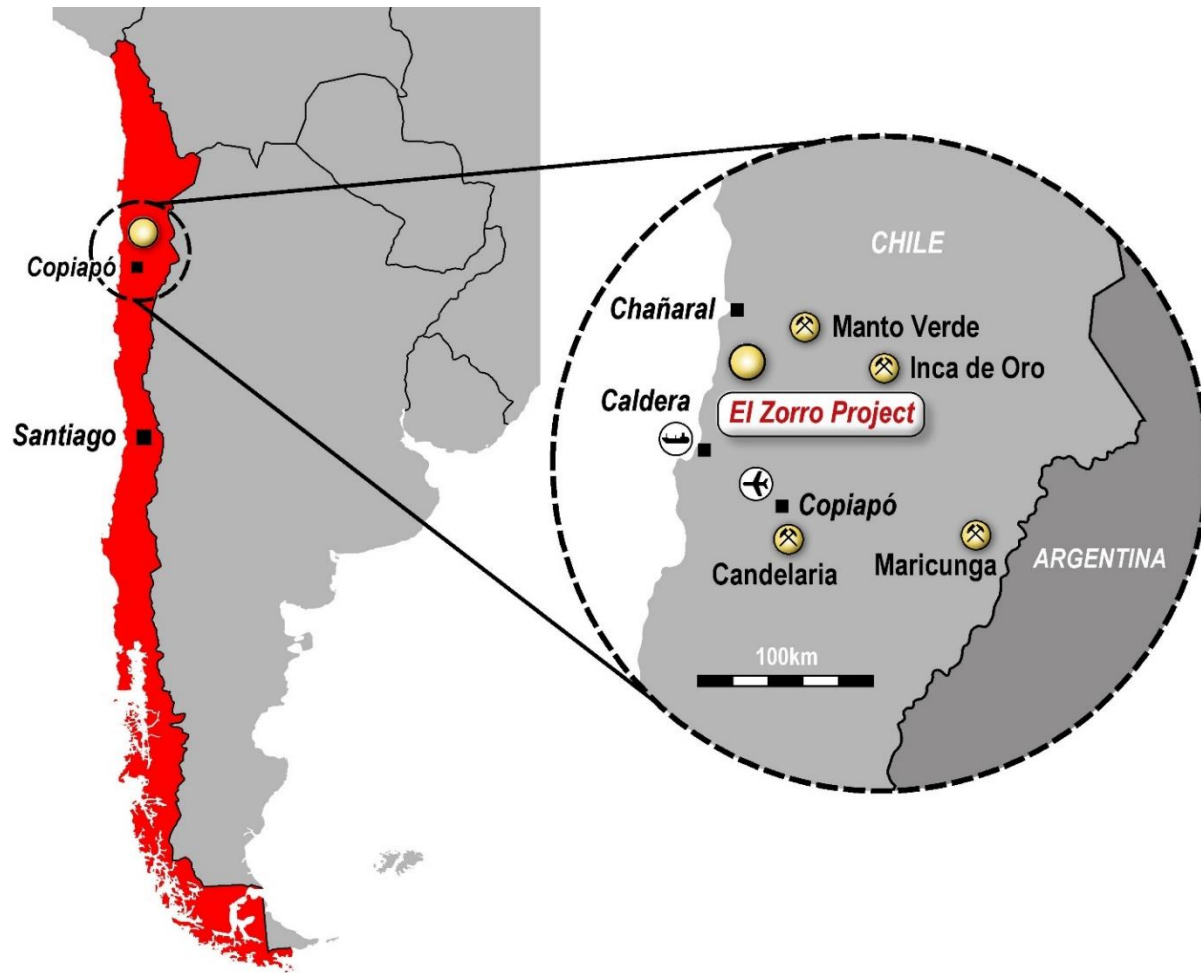 Copiapó
Santiago
CHILE
Chañaral
Manto Verde
Inca de Oro
Caldera
El Zorro Project
Copiapó
Candelaria
Maricunga
ARGENTINA
100km